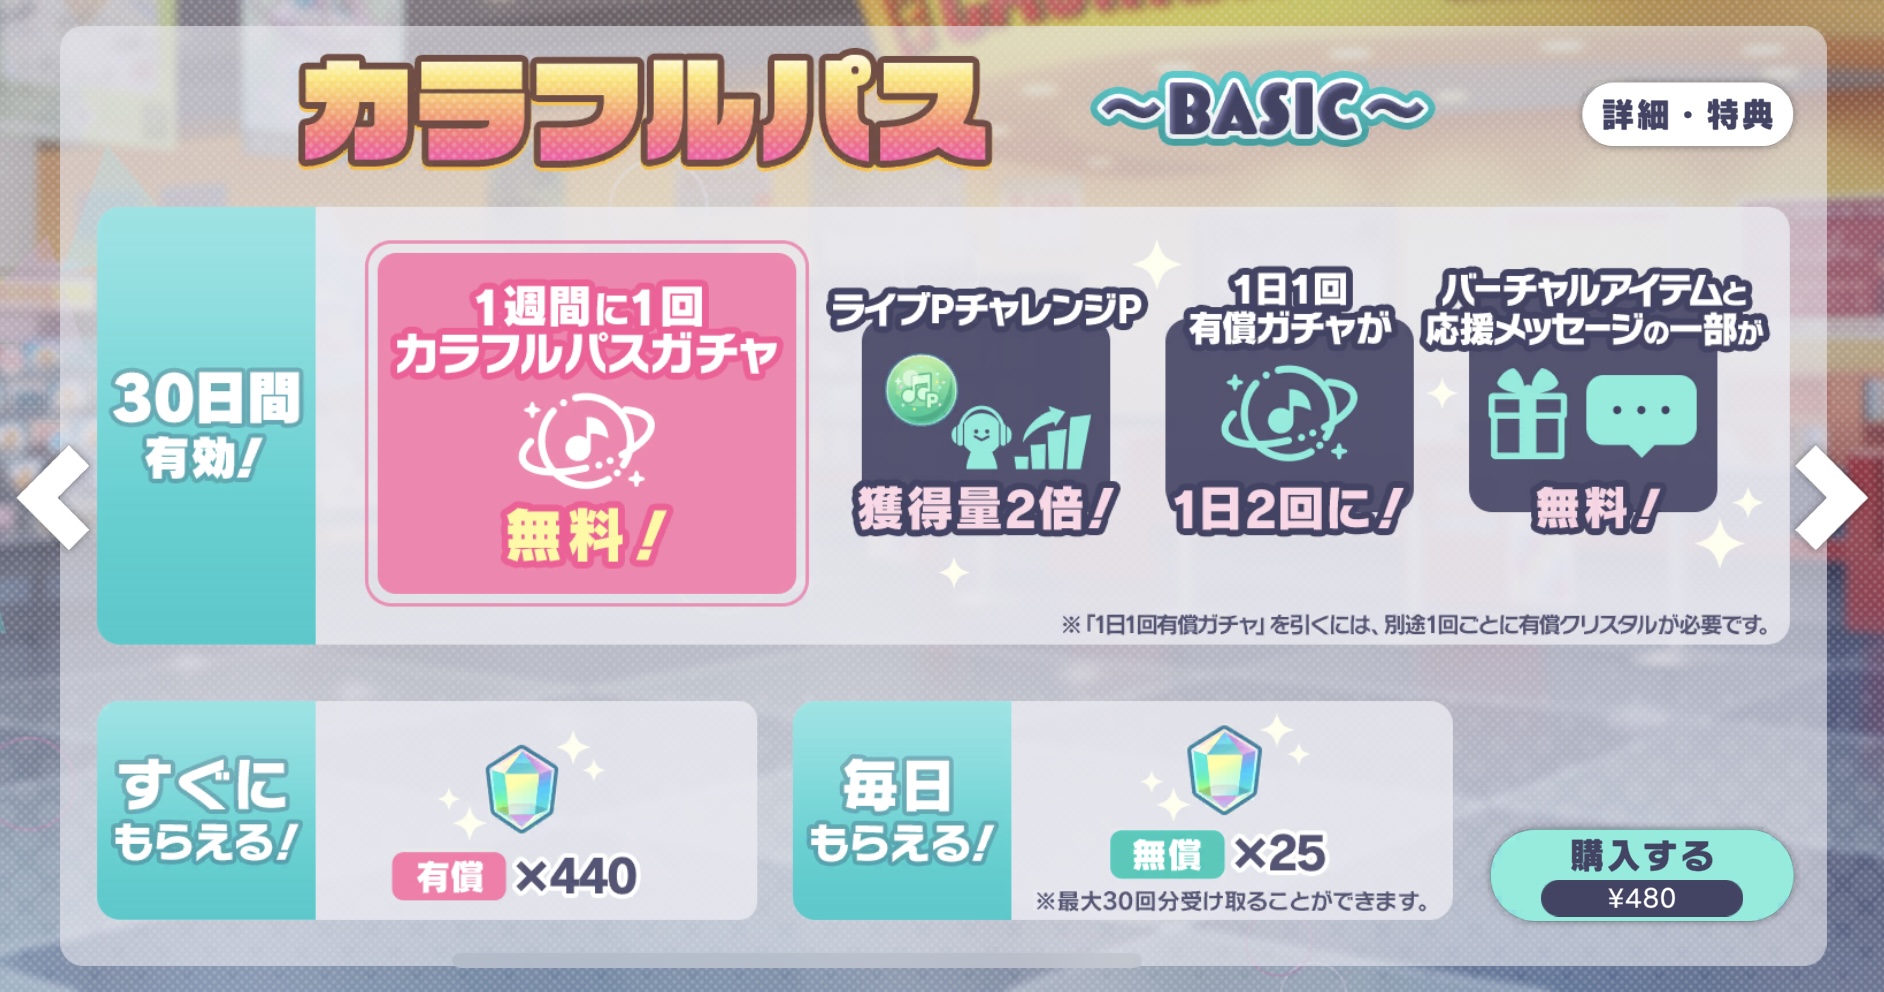 カラフルパス
～BASIC～
詳細・特典
30日間
有効！
1週間に1回
カラフルパスガチャ
無料！
ライブPチャレンジP
P
獲得量2倍！
1日1回
有償ガチャが
1日2回に！
バーチャルアイテムと
応援メッセージの一部が
無料！
※「1日1回有償ガチャ」を引くには、別途1回ごとに有償クリスタルが必要です。
すぐに
もらえる！
有償 ×440
毎日
もらえる！
無償 ×25
※最大30回分受け取ることができます。
購入する
¥480